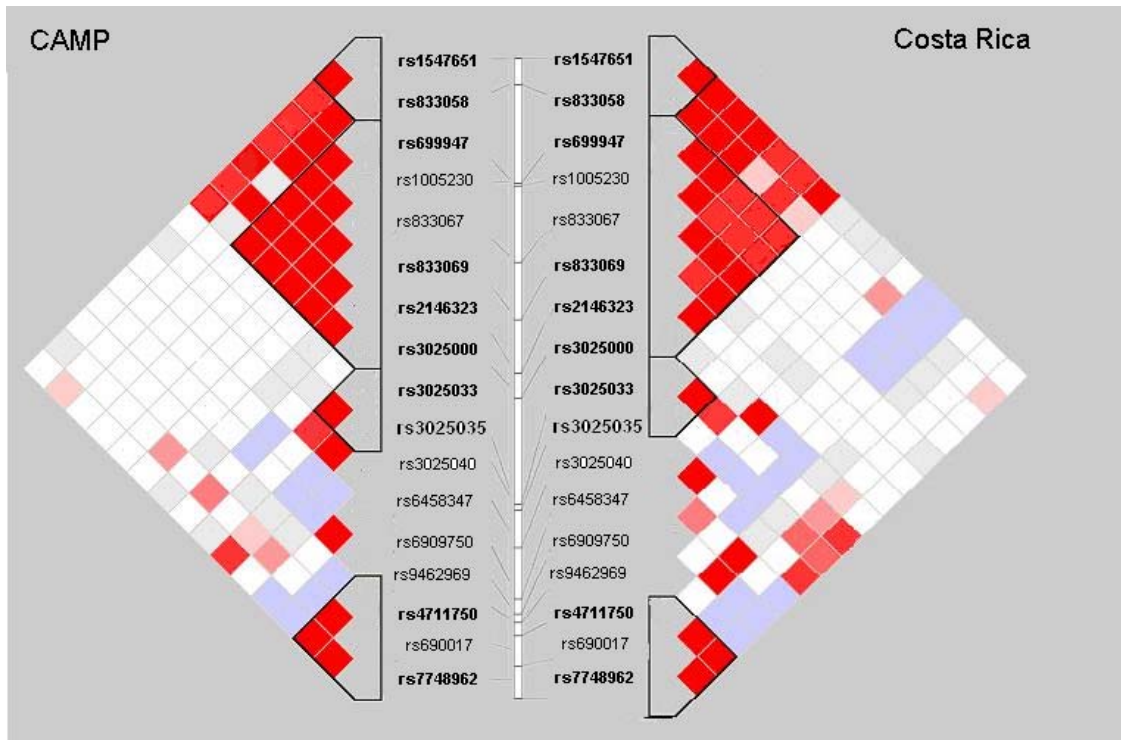 CAMP
Costa Rica
rs1547651 rs1547651
rs833058 rs833058
rs699947 rs699947
rs1005230 rs1005230
rs833067 rs833067
rs833069 rs833069
rs2146323 rs2146323
rs3025000 rs3025000
rs3025033 rs3025033
rs3025035 rs3025035
rs3025040 rs3025040
rs6458347 rs6458347
rs6909750 rs6909750
rs9462969 rs9462969
rs4711750 rs4711750
rs690017 rs690017
rs7748962 rs7748962